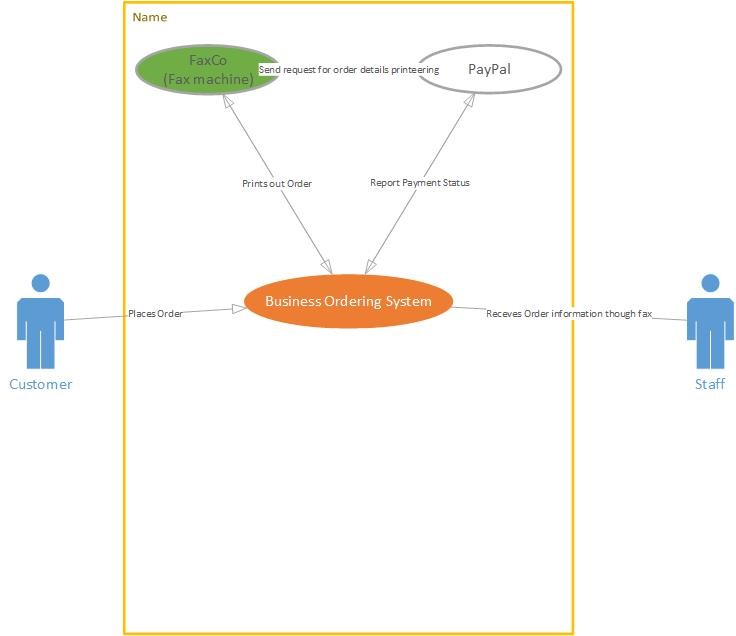 Name
FaxCo
(Fax machine)
Send request for order details printeering
PayPal
Prints out Order
Report Payment Status
Business Ordering System
Places Order
Receves Order information though fax
Customer
Staff